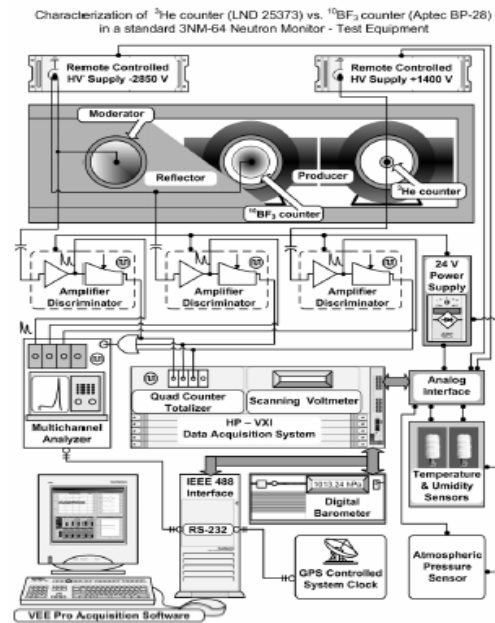 Characterization of ³He counter (LND 25373) vs. ¹⁰BF₃ counter (Aptec BP-28)
in a standard 3NM-64 Neutron Monitor - Test Equipment
Remote Controlled
HV Supply -2850 V
Remote Controlled
HV Supply +1400 V
Moderator
Reflector
Producer
³He counter
¹⁰BF₃ counter
Amplifier
Discriminator
Amplifier
Discriminator
Amplifier
Discriminator
24 V
Power
Supply
Multichannel
Analyzer
Quad Counter
Totalizer
Scanning Voltmeter
HP – VXI
Data Acquisition System
Analog
Interface
Temperature
& Umidity
Sensors
IEEE 488
Interface
RS-232
1013,24 hPa
Digital
Barometer
GPS Controlled
System Clock
Atmospheric
Pressure
Sensor
VEE Pro Acquisition Software